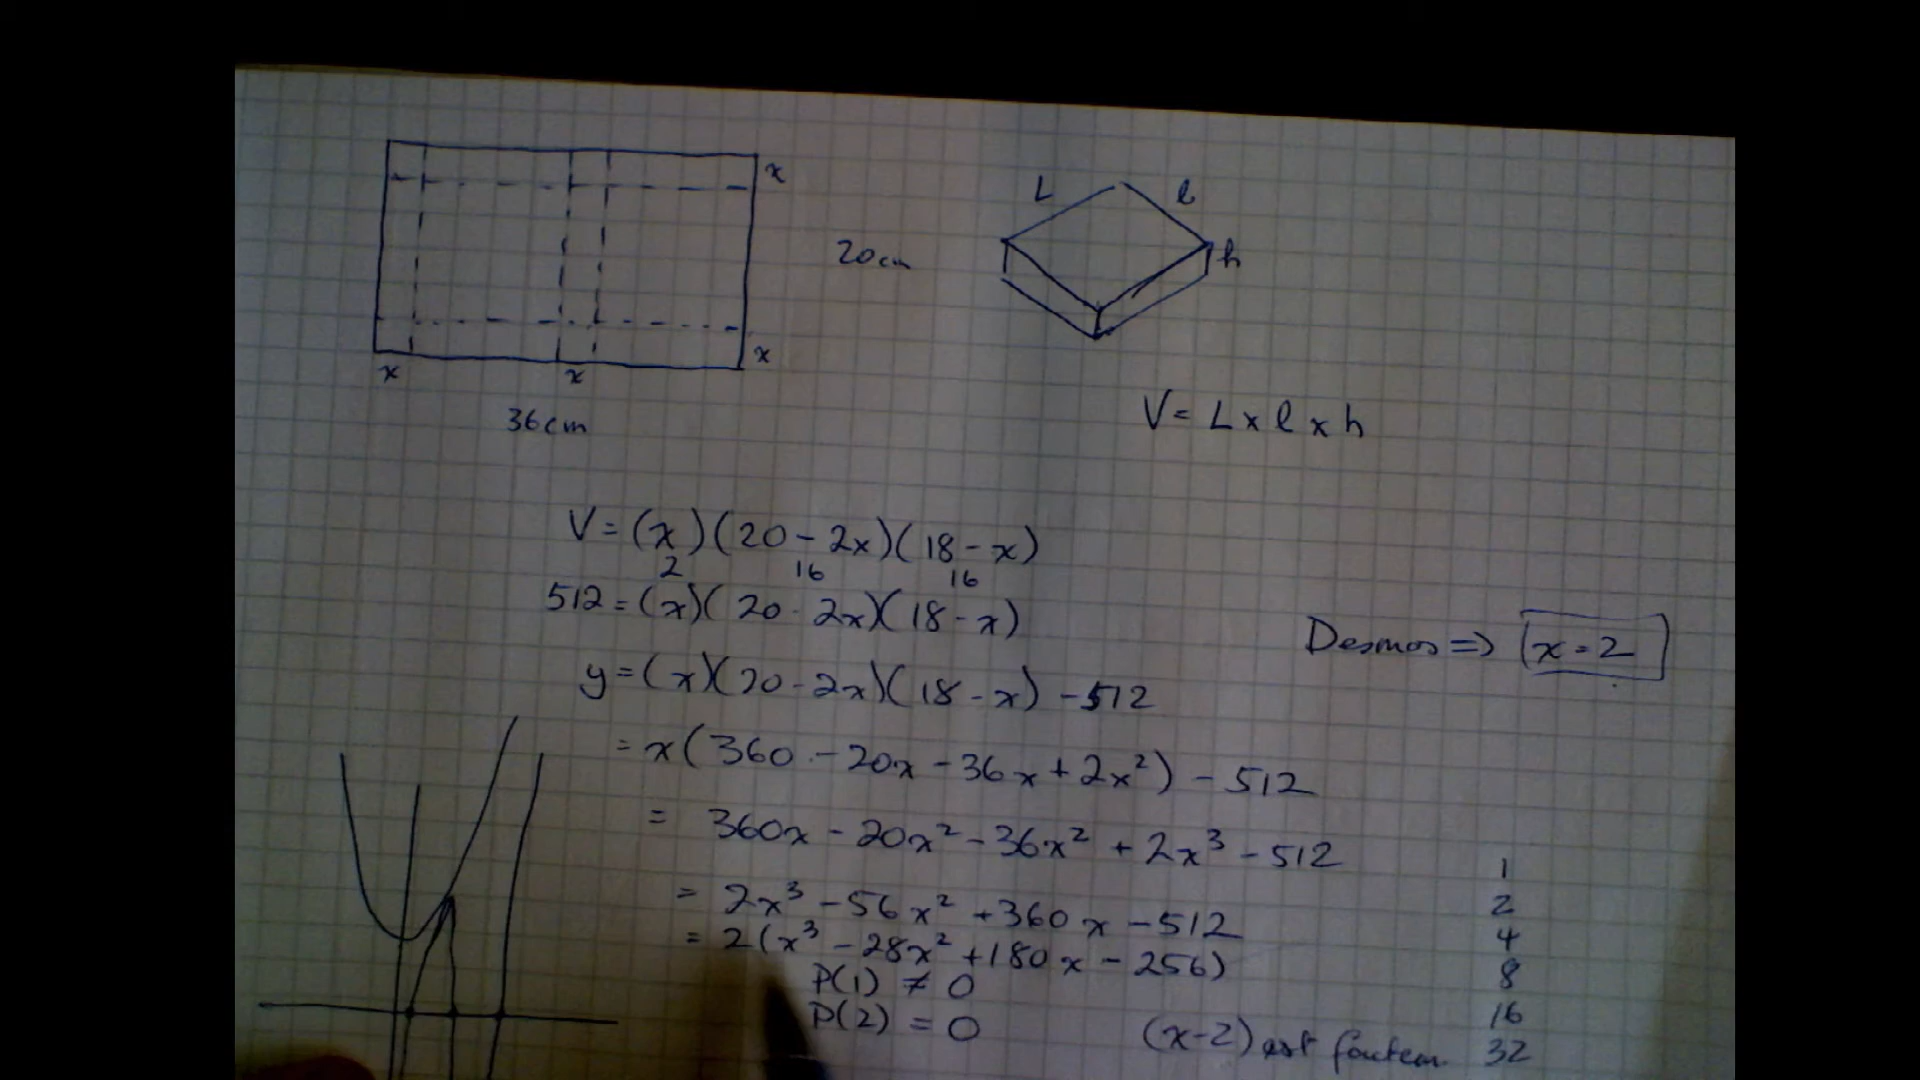 x
20cm
x
x
x
36cm
L
l
h
V = L x l x h
V = (x)(20 - 2x)(18 - x)
2 16 16
512 = (x)(20 - 2x)(18 - x)
Desmos => x = 2
y = (x)(20 - 2x)(18 - x) - 512
= x(360 - 20x - 36x + 2x²) - 512
= 360x - 20x² - 36x² + 2x³ - 512
= 2x³ - 56x² + 360x - 512
= 2(x³ - 28x² + 180x - 256)
P(1) ≠ 0
P(2) = 0
(x-2) est facteur
1
2
4
8
16
32